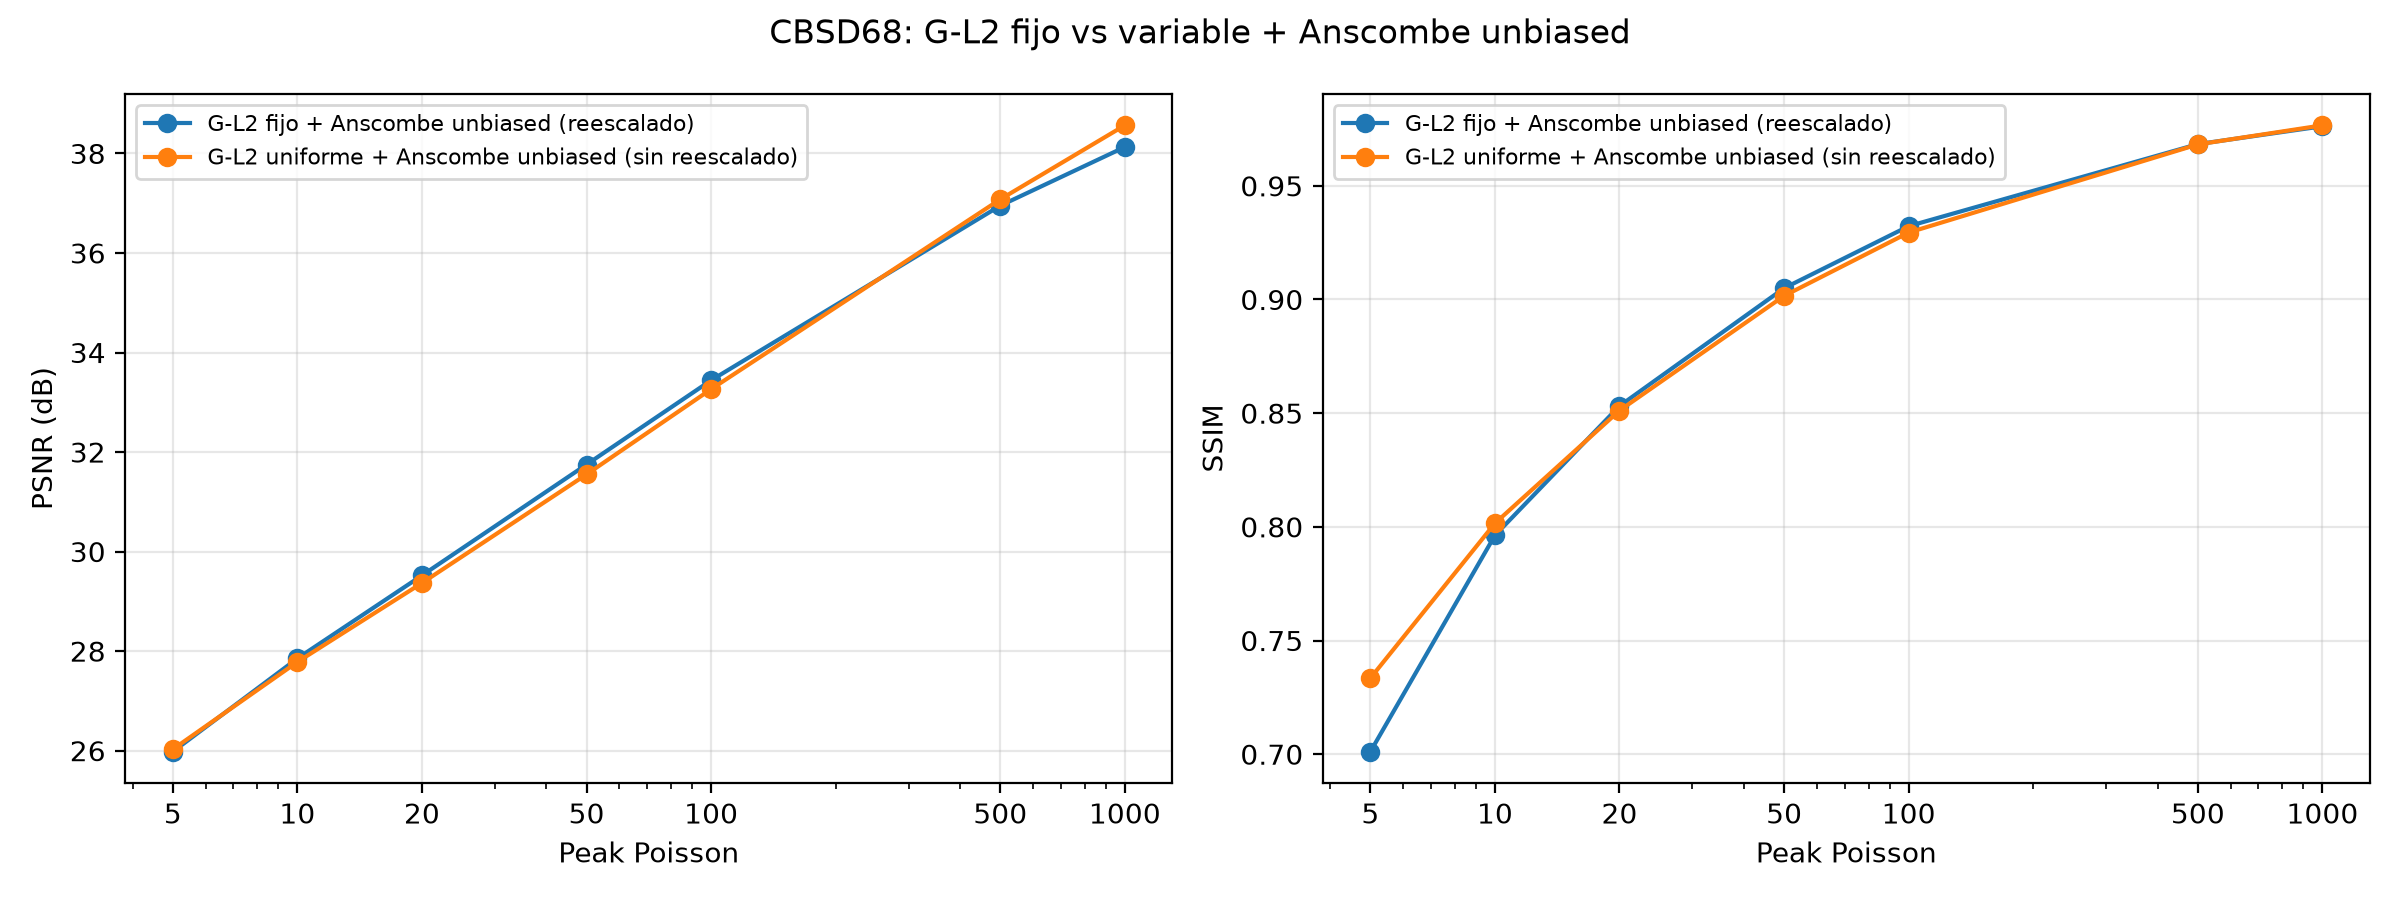 CBSD68: G-L2 fijo vs variable + Anscombe unbiased
G-L2 fijo + Anscombe unbiased (reescalado)
G-L2 uniforme + Anscombe unbiased (sin reescalado)
PSNR (dB)
38
36
34
32
30
28
26
5 10 20 50 100 500 1000
Peak Poisson
G-L2 fijo + Anscombe unbiased (reescalado)
G-L2 uniforme + Anscombe unbiased (sin reescalado)
SSIM
0.95
0.90
0.85
0.80
0.75
0.70
5 10 20 50 100 500 1000
Peak Poisson